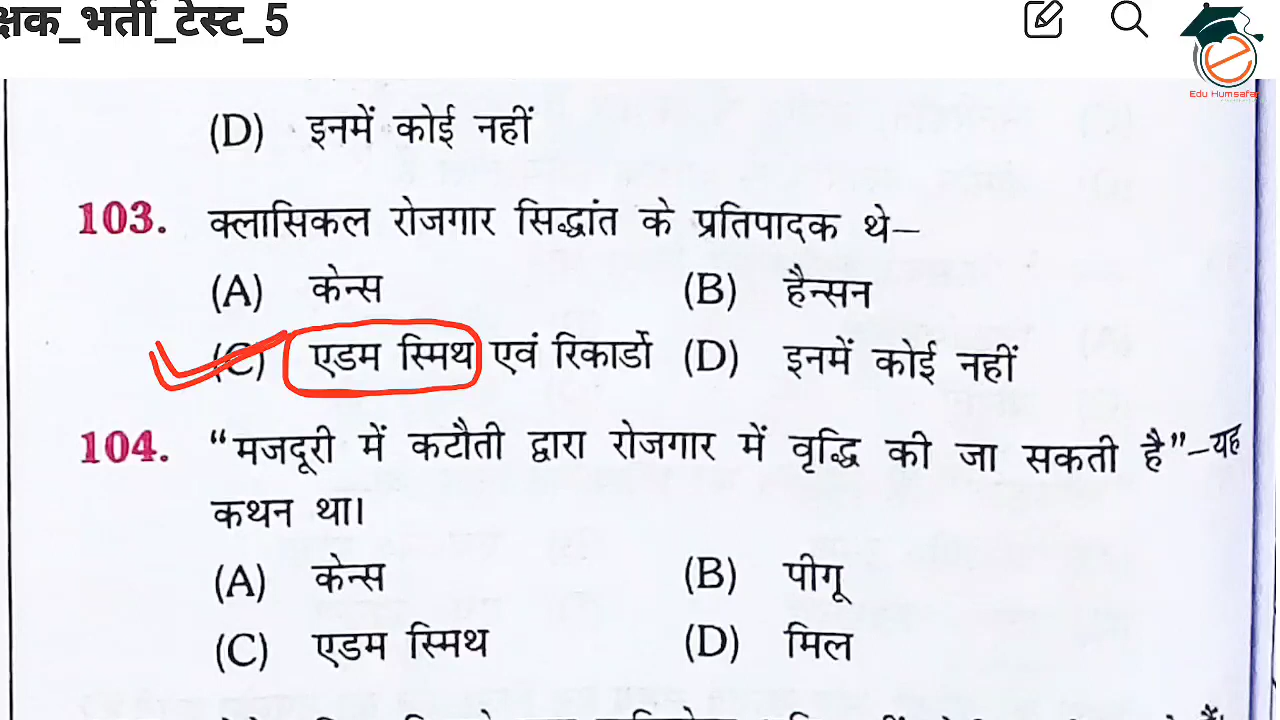 क्षक_भर्ती_टेस्ट_5
Edu Humsafar
(D) इनमें कोई नहीं
103. क्लासिकल रोजगार सिद्धांत के प्रतिपादक थे–
(A) केन्स (B) हैन्सन
(C) एडम स्मिथ एवं रिकार्डो (D) इनमें कोई नहीं
104. “मजदूरी में कटौती द्वारा रोजगार में वृद्धि की जा सकती है”–यह
कथन था।
(A) केन्स (B) पीगू
(C) एडम स्मिथ (D) मिल